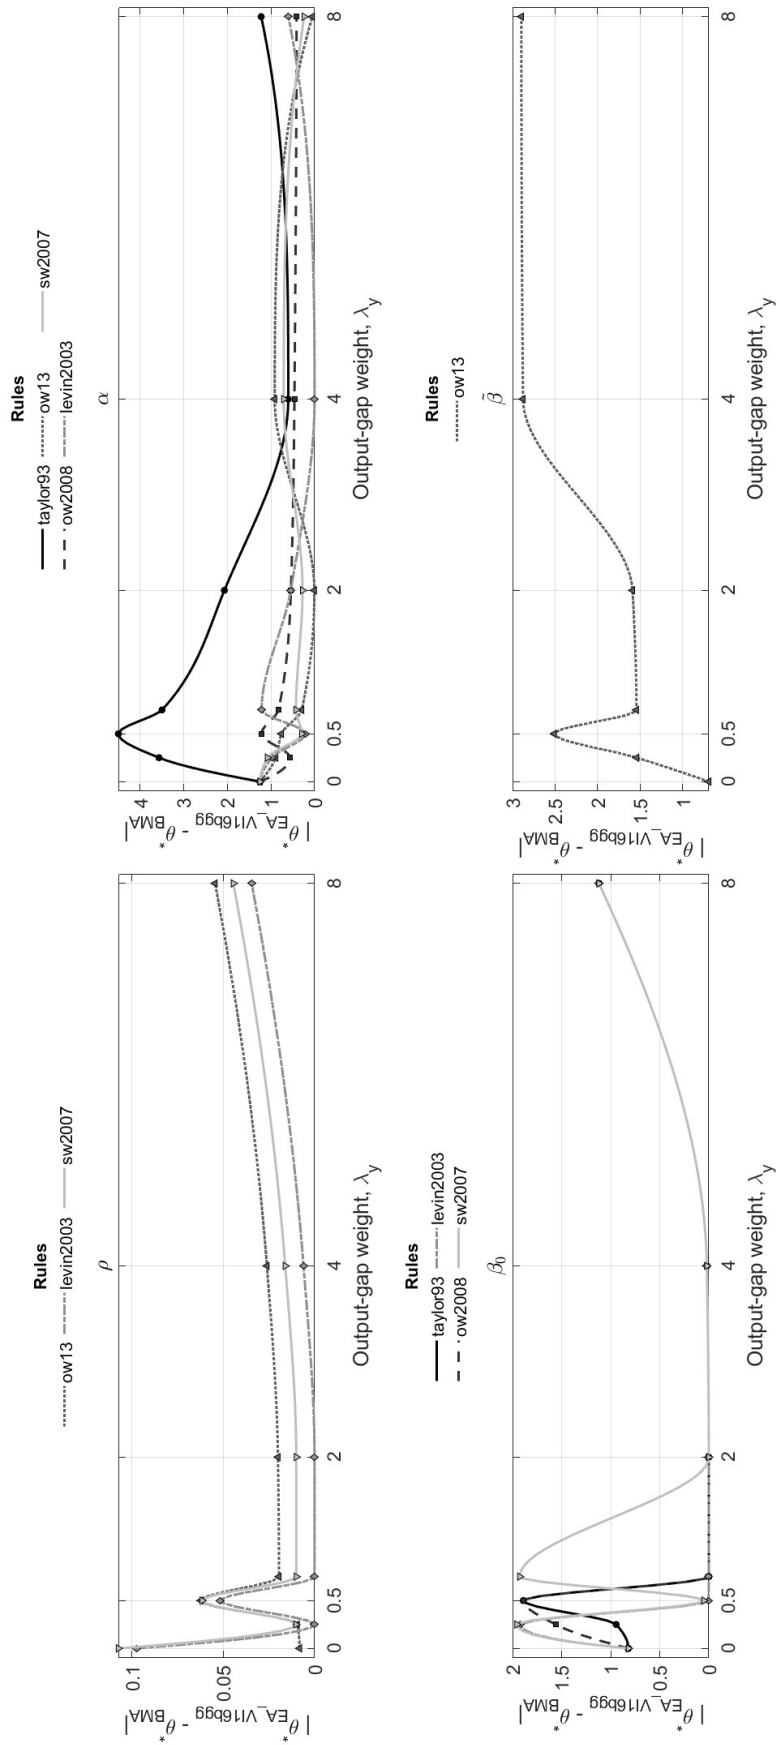 Rules
ow13 levin2003 sw2007
ρ
0.1
0.05
0
|θ*EA_VI16bgg - θ*BMA|
0 0.5 2 4 8
Output-gap weight, λy
Rules
taylor93 ow13 sw2007
ow2008 levin2003
α
4
3
2
1
0
|θ*EA_VI16bgg - θ*BMA|
0 0.5 2 4 8
Output-gap weight, λy
Rules
taylor93 levin2003
ow2008 sw2007
β0
2
1.5
1
0.5
0
|θ*EA_VI16bgg - θ*BMA|
0 0.5 2 4 8
Output-gap weight, λy
Rules
ow13
β̃
3
2.5
2
1.5
1
|θ*EA_VI16bgg - θ*BMA|
0 0.5 2 4 8
Output-gap weight, λy